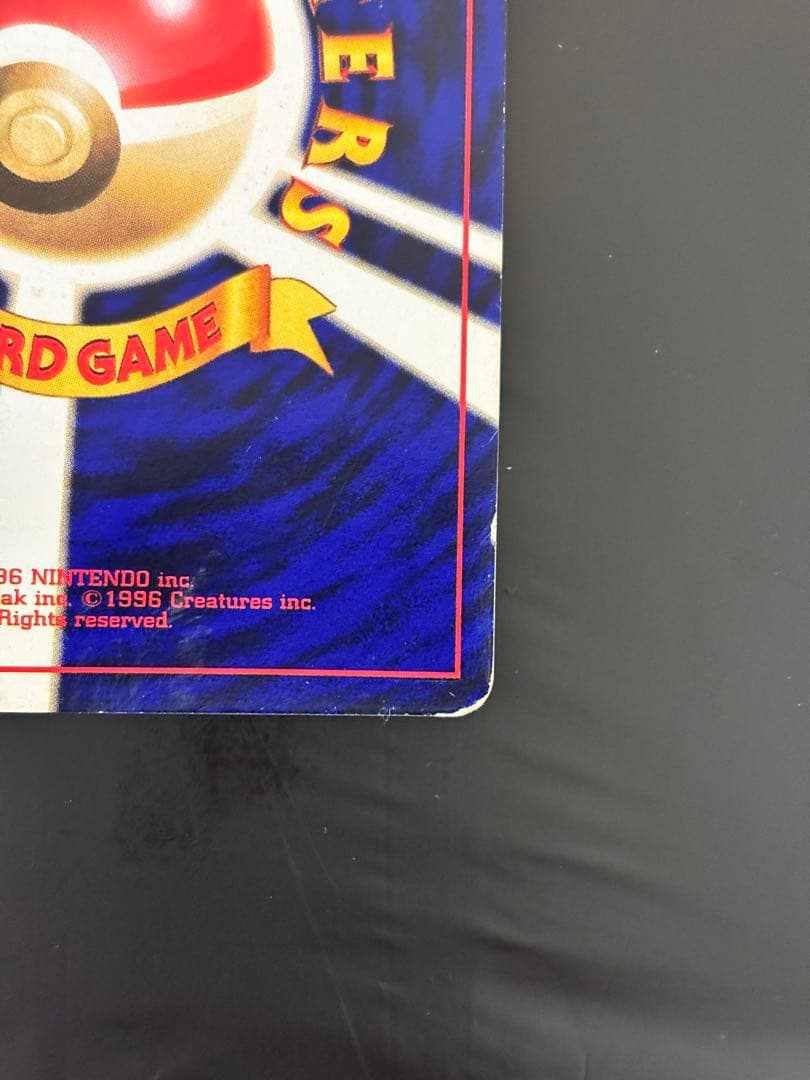 ERS
RD GAME
96 NINTENDO inc.
ak inc. ©1996 Creatures inc.
Rights reserved.